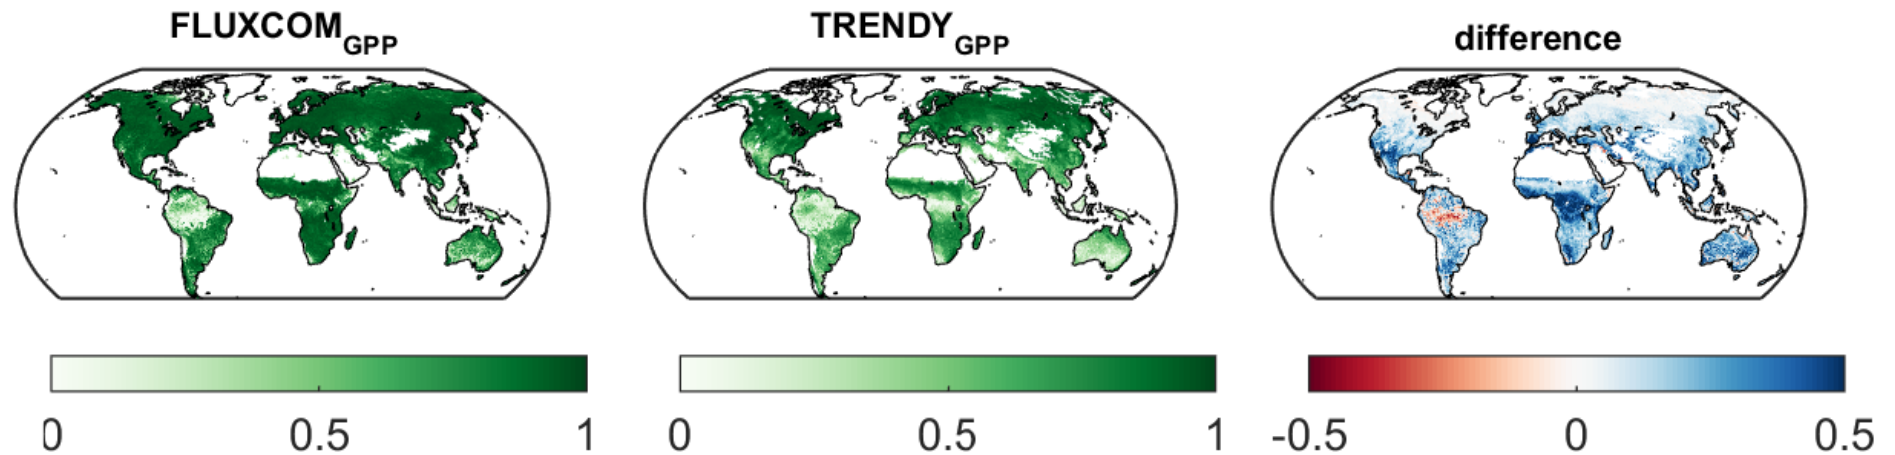 FLUXCOM GPP
TRENDY GPP
difference
0 0.5 1
0 0.5 1
-0.5 0 0.5